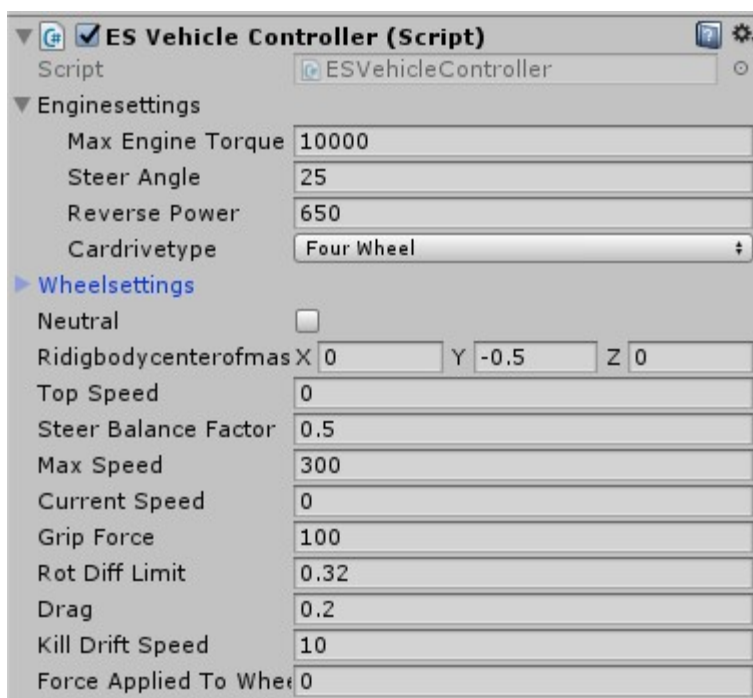 ES Vehicle Controller (Script)
Script ESVehicleController
Enginesettings
Max Engine Torque 10000
Steer Angle 25
Reverse Power 650
Cardrivetype Four Wheel
Wheelsettings
Neutral
Ridigbodycenterofmas X 0 Y -0.5 Z 0
Top Speed 0
Steer Balance Factor 0.5
Max Speed 300
Current Speed 0
Grip Force 100
Rot Diff Limit 0.32
Drag 0.2
Kill Drift Speed 10
Force Applied To Whe 0